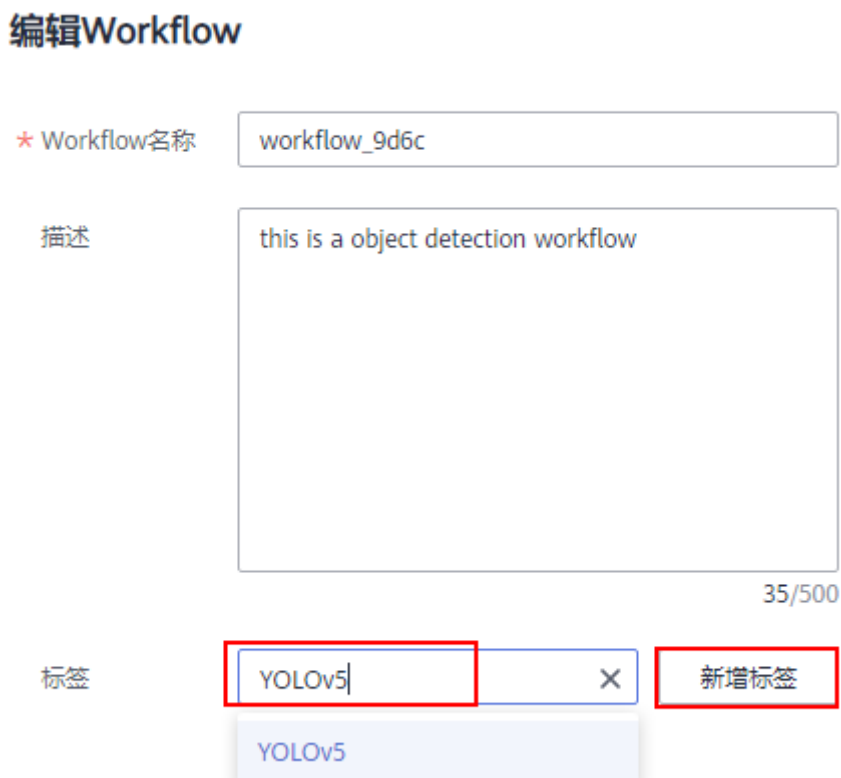 编辑Workflow
* Workflow名称 workflow_9d6c
描述 this is a object detection workflow
35/500
标签 YOLOv5 × 新增标签
YOLOv5